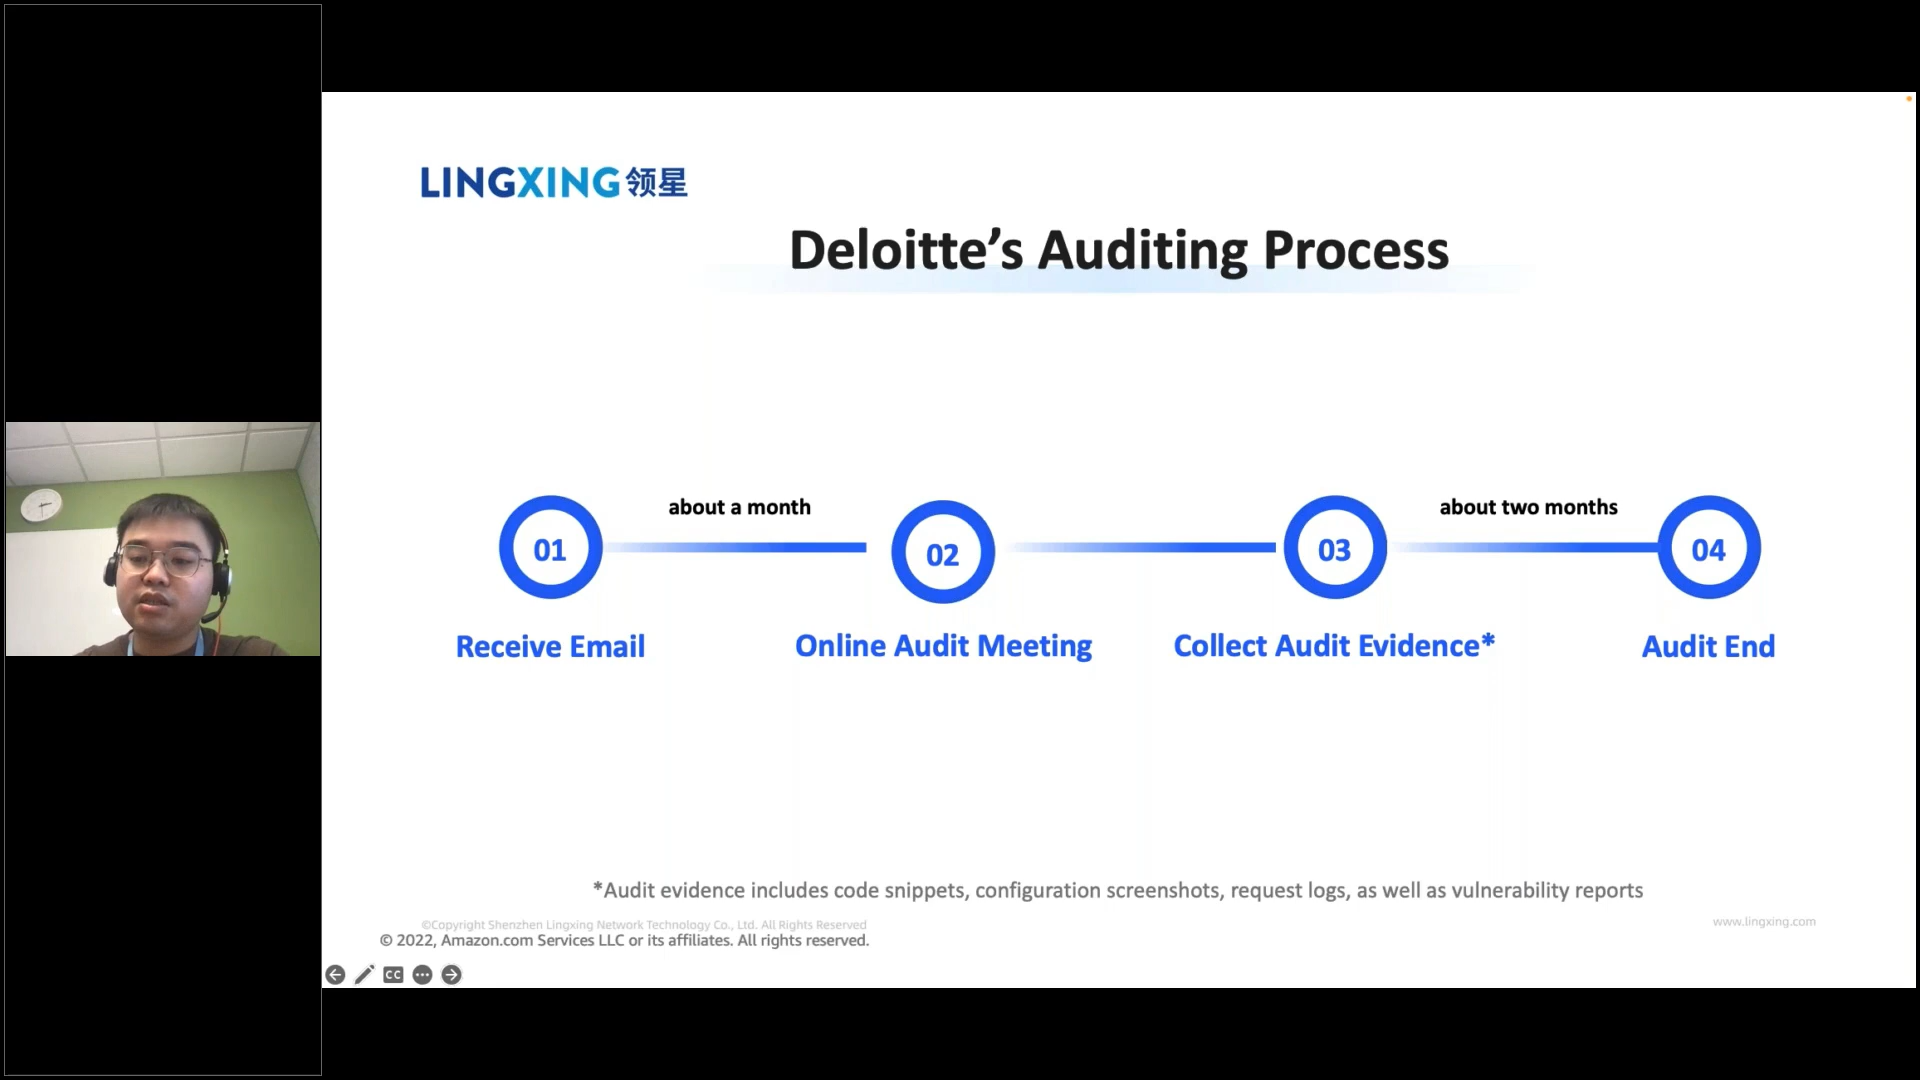 LINGXING领星
Deloitte’s Auditing Process
about a month
about two months
01
02
03
04
Receive Email
Online Audit Meeting
Collect Audit Evidence*
Audit End
*Audit evidence includes code snippets, configuration screenshots, request logs, as well as vulnerability reports
©Copyright Shenzhen Lingxing Network Technology Co., Ltd. All Rights Reserved
www.lingxing.com
© 2022, Amazon.com Services LLC or its affiliates. All rights reserved.
CC